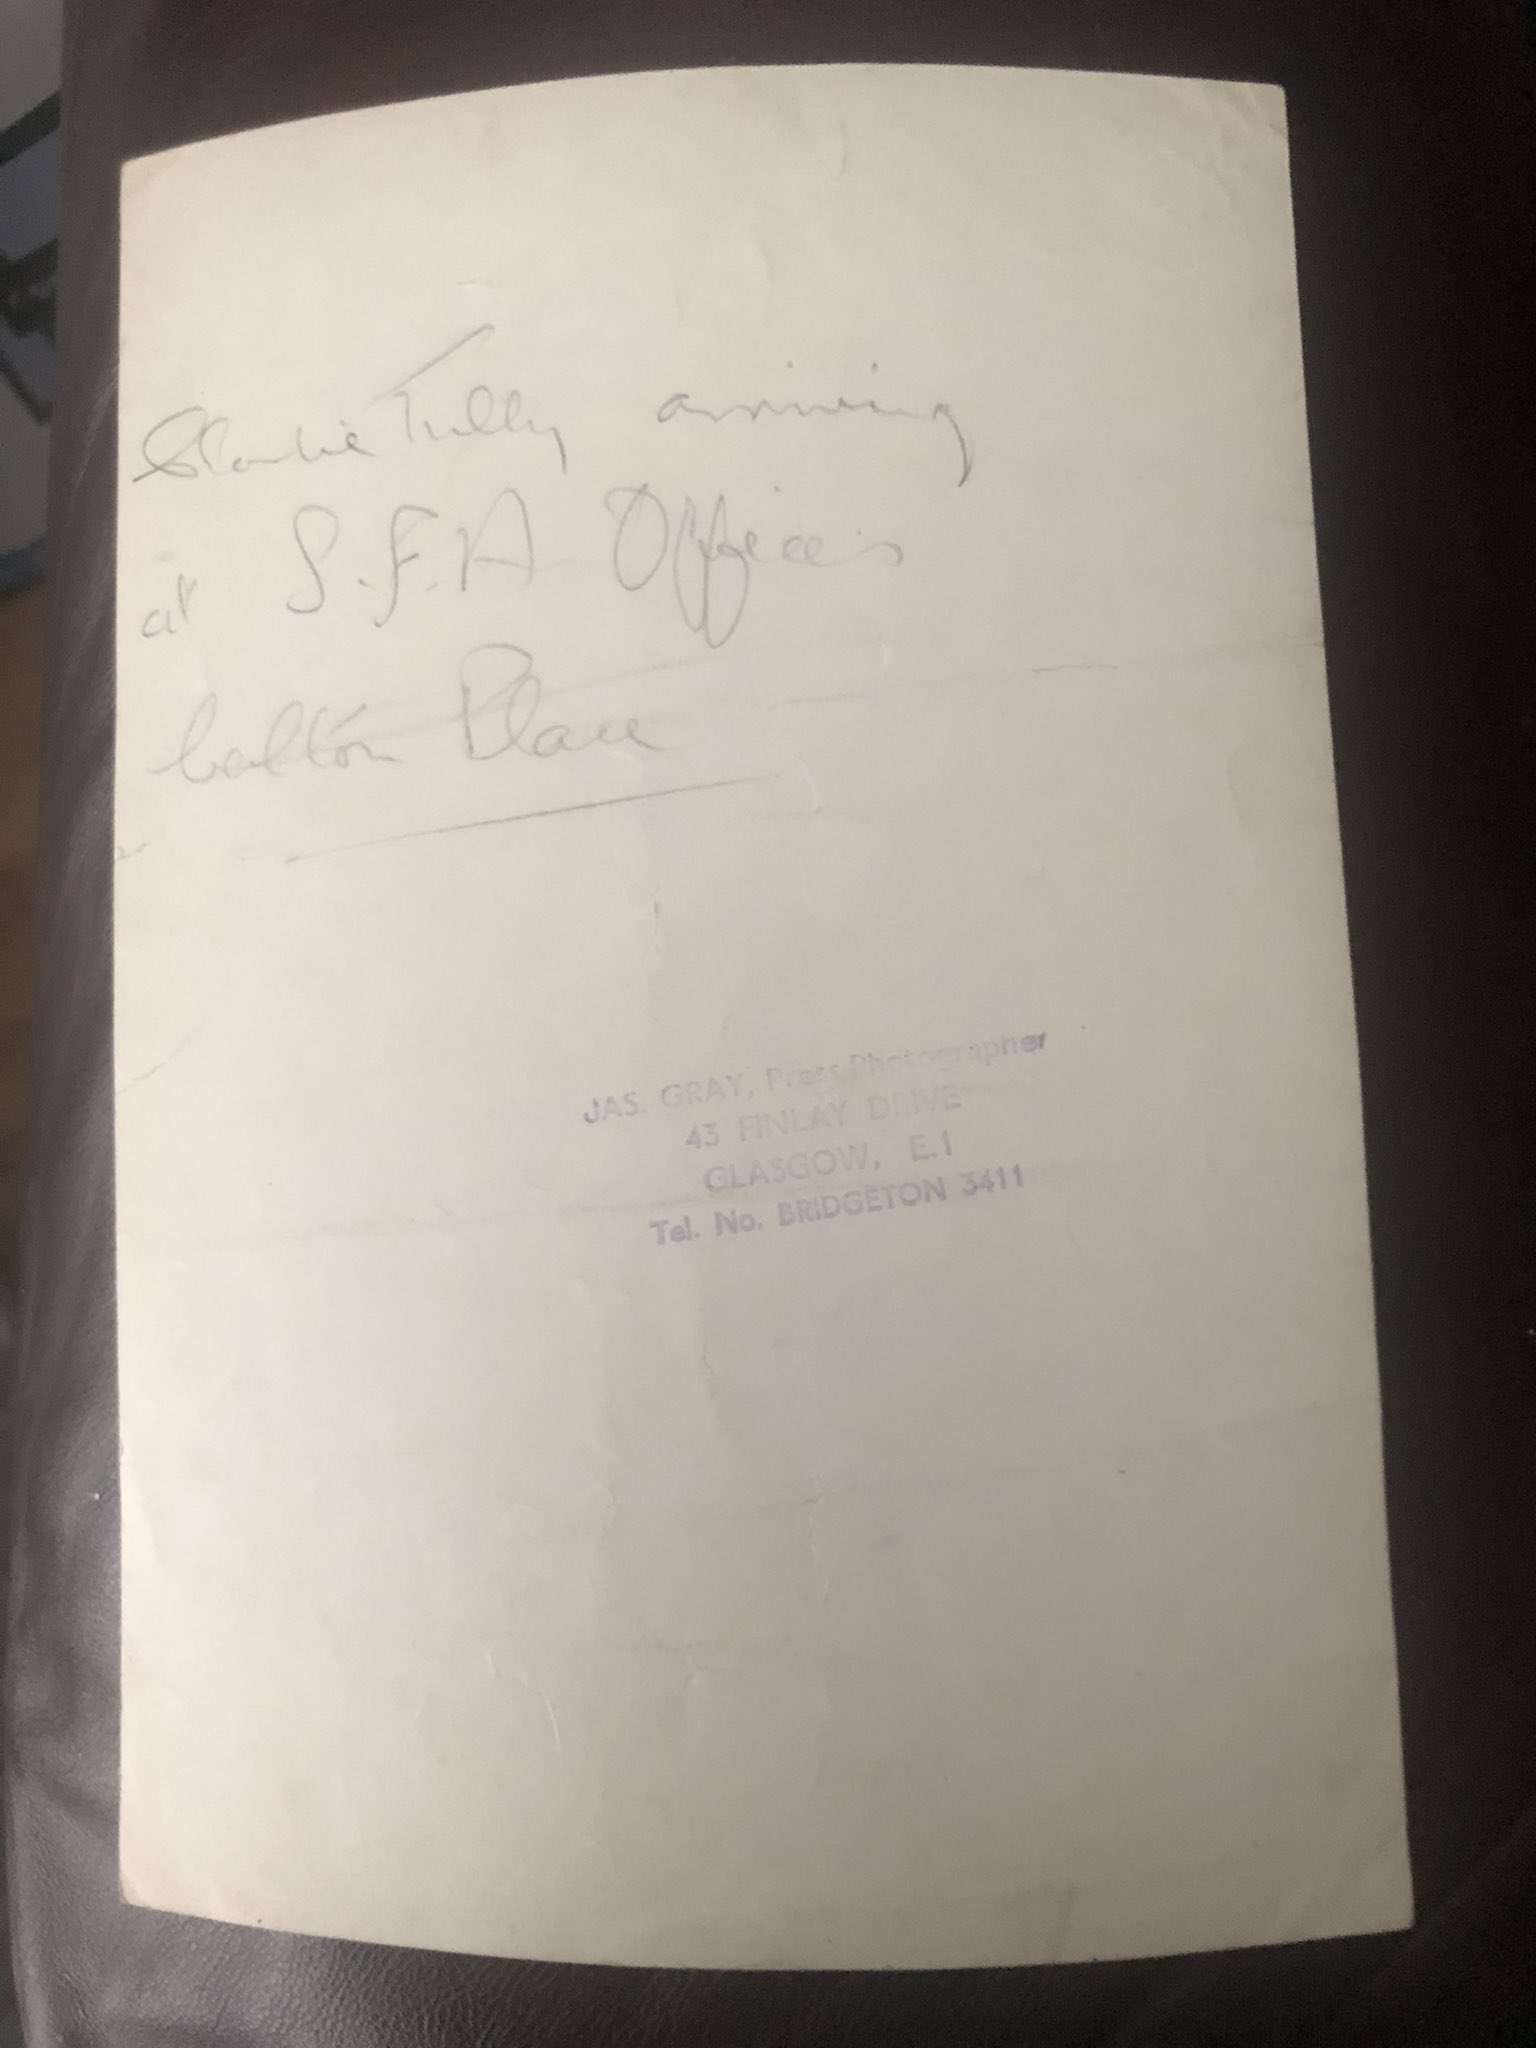 Charlie Tully arriving
at S.F.A Offices
Carlton Place
JAS. GRAY, Press Photographer
43 FINLAY DRIVE
GLASGOW, E.1
Tel. No. BRIDGETON 3411